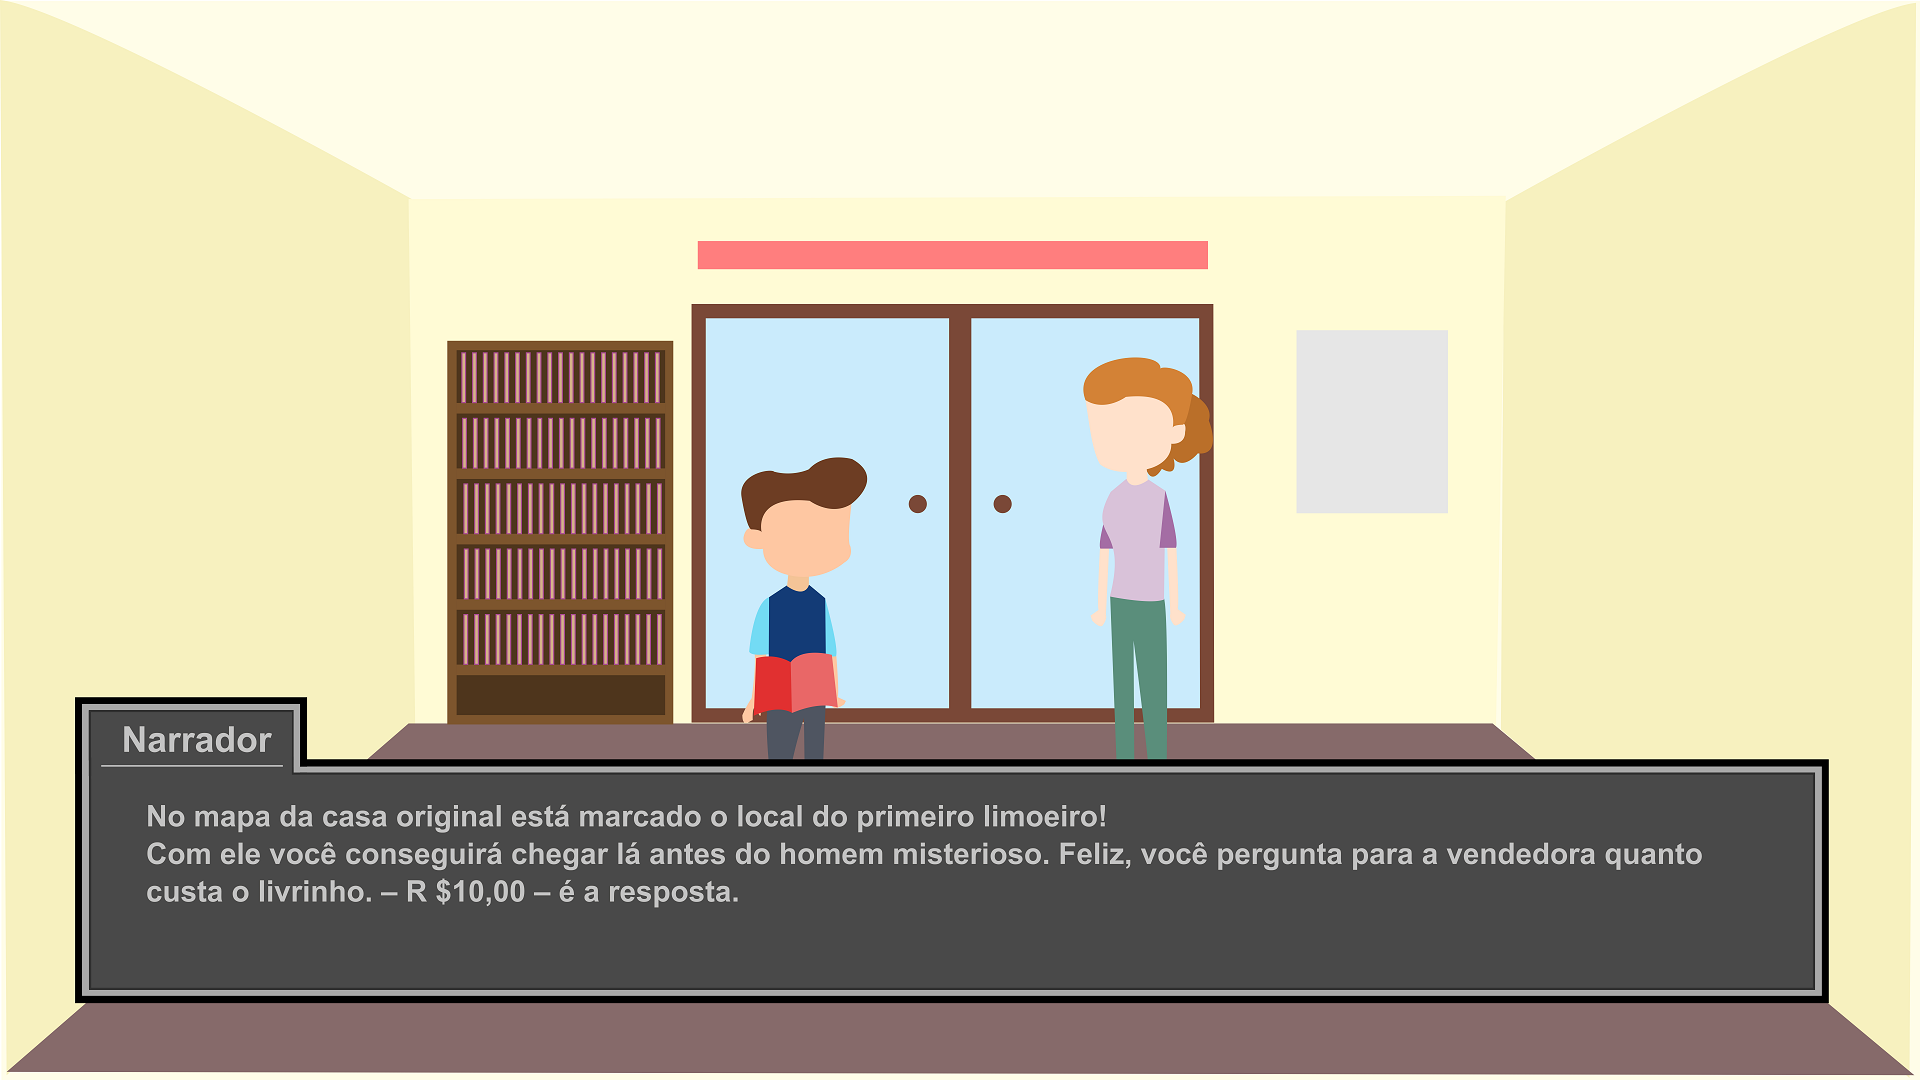 Narrador
No mapa da casa original está marcado o local do primeiro limoeiro!
Com ele você conseguirá chegar lá antes do homem misterioso. Feliz, você pergunta para a vendedora quanto
custa o livrinho. – R $10,00 – é a resposta.